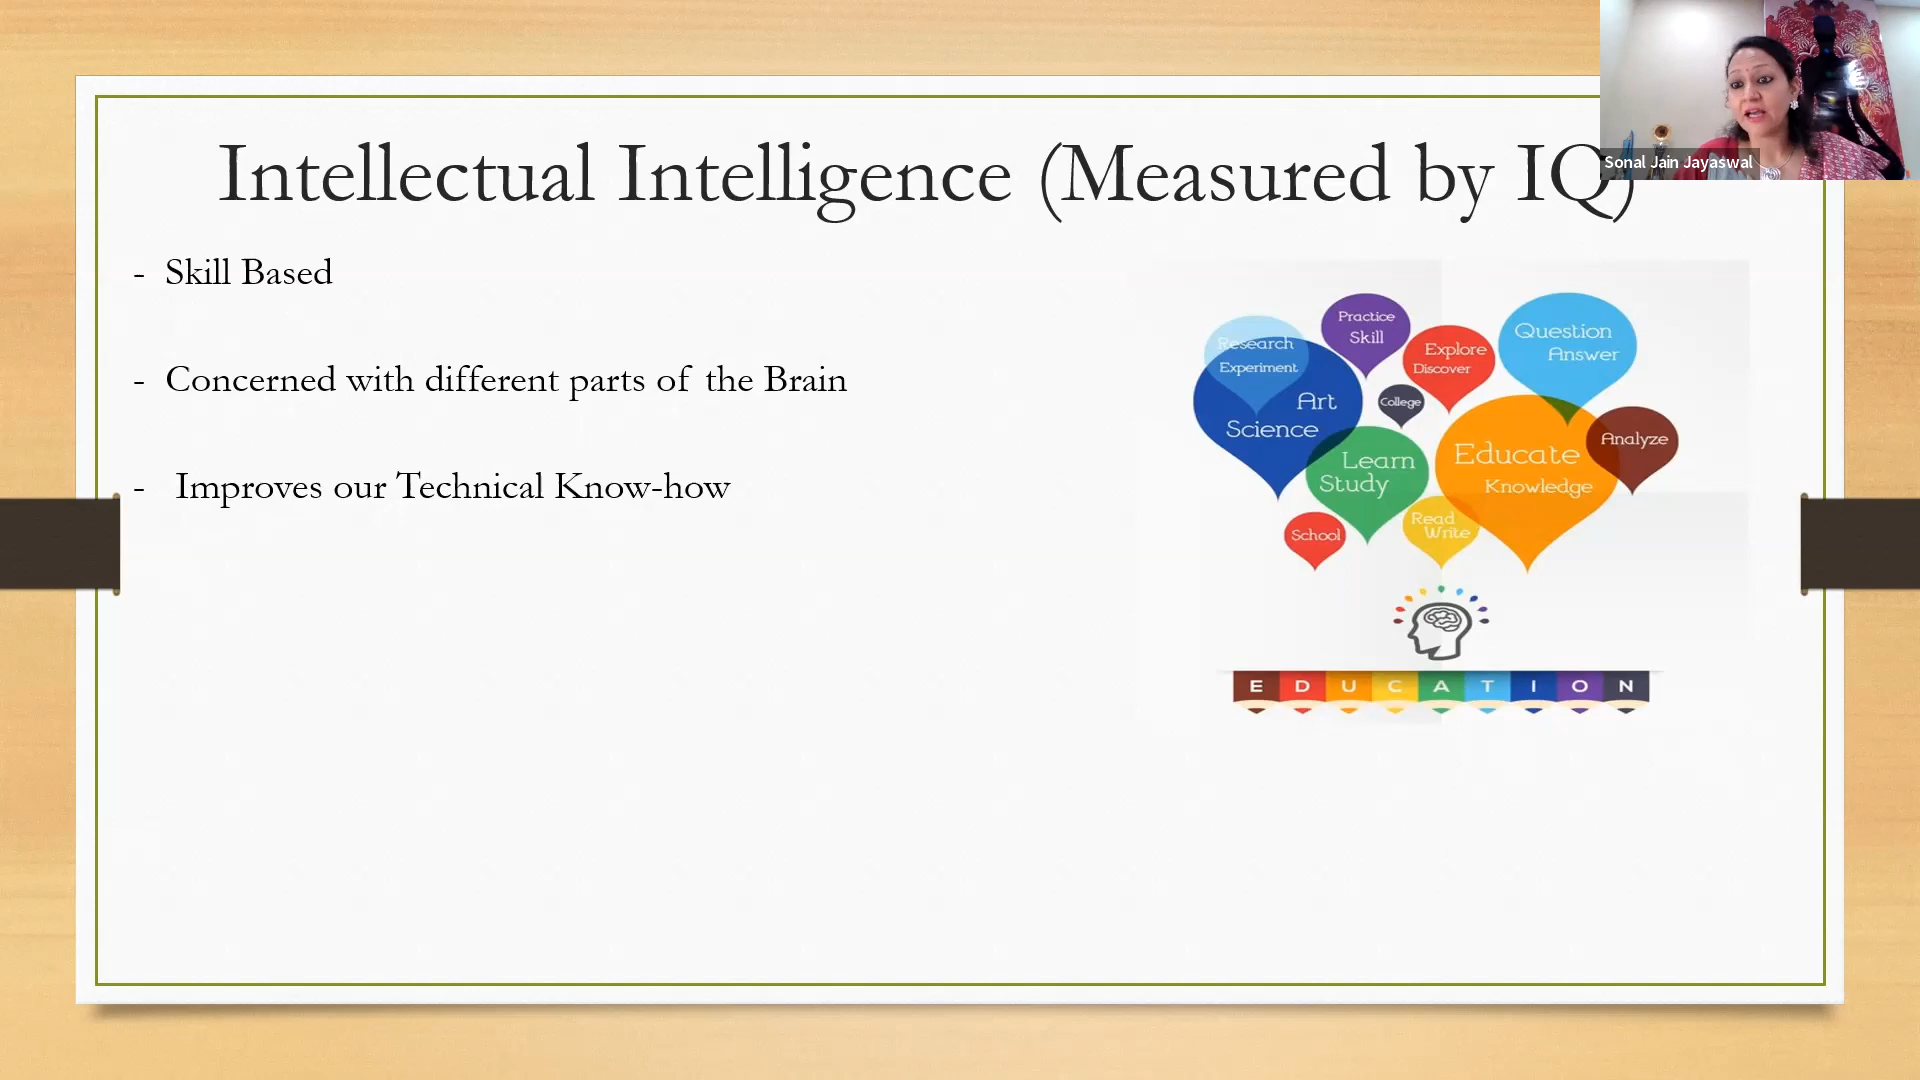 Intellectual Intelligence (Measured by IQ)
Sonal Jain Jayaswal
- Skill Based
- Concerned with different parts of the Brain
- Improves our Technical Know-how
Research
Experiment
Practice
Skill
Explore
Discover
Question
Answer
Art
Science
College
Learn
Study
Educate
Knowledge
Analyze
School
Read
Write
EDUCATION